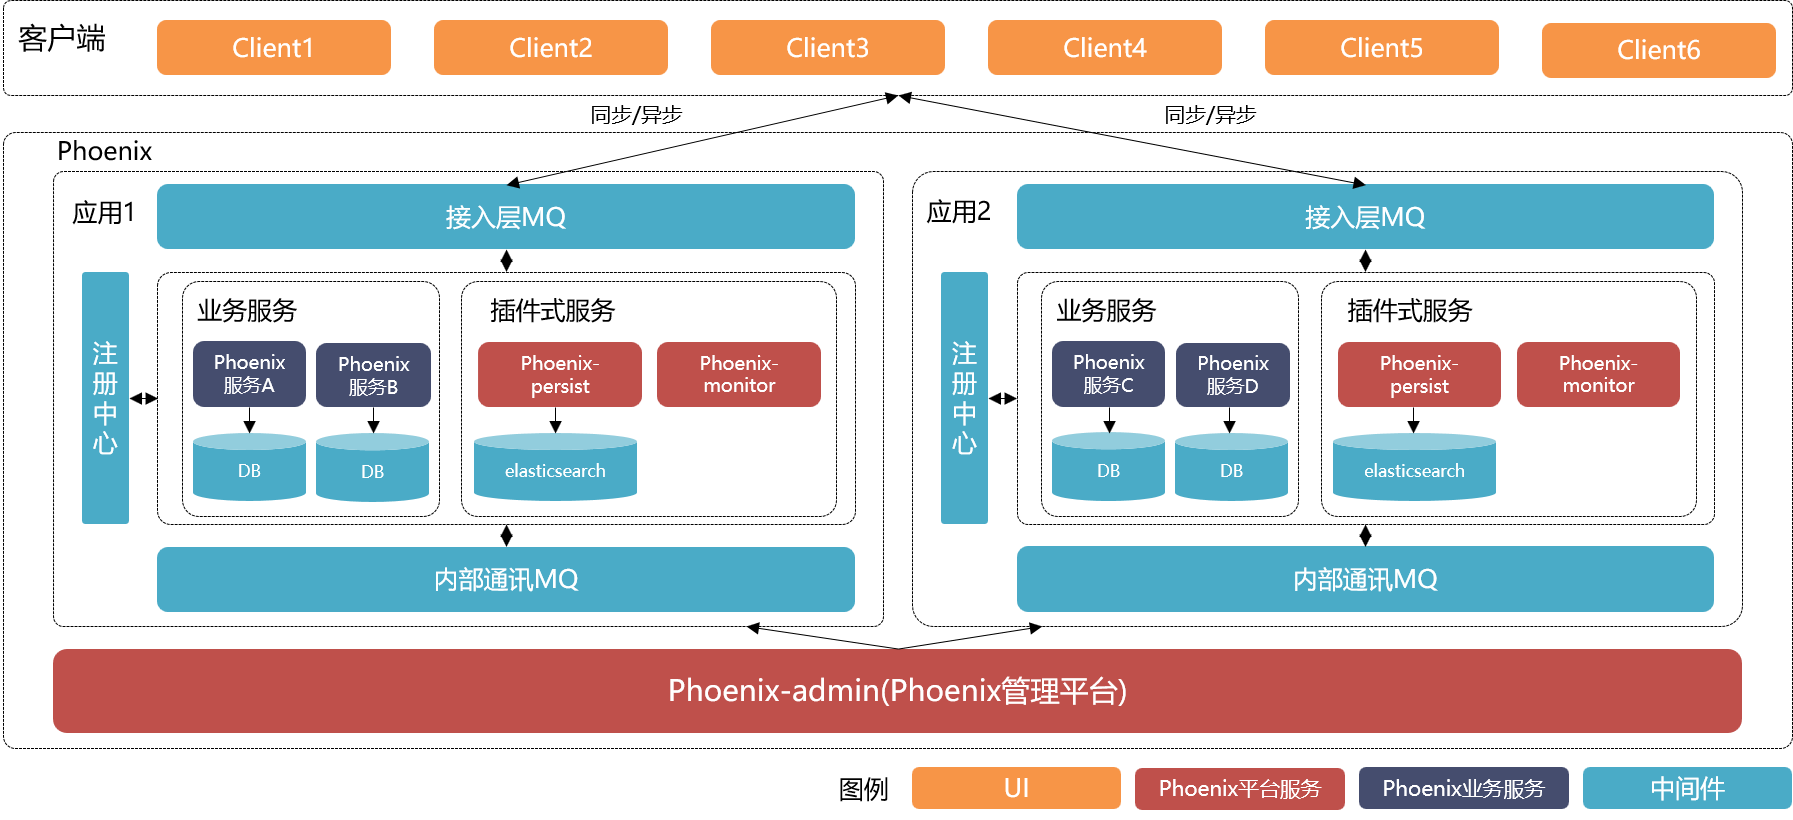 客户端
Client1
Client2
Client3
Client4
Client5
Client6
同步/异步
同步/异步
Phoenix
应用1
接入层MQ
注
册
中
心
业务服务
Phoenix
服务A
Phoenix
服务B
DB
DB
插件式服务
Phoenix-
persist
Phoenix-
monitor
elasticsearch
内部通讯MQ
应用2
接入层MQ
注
册
中
心
业务服务
Phoenix
服务C
Phoenix
服务D
DB
DB
插件式服务
Phoenix-
persist
Phoenix-
monitor
elasticsearch
内部通讯MQ
Phoenix-admin(Phoenix管理平台)
图例
UI
Phoenix平台服务
Phoenix业务服务
中间件